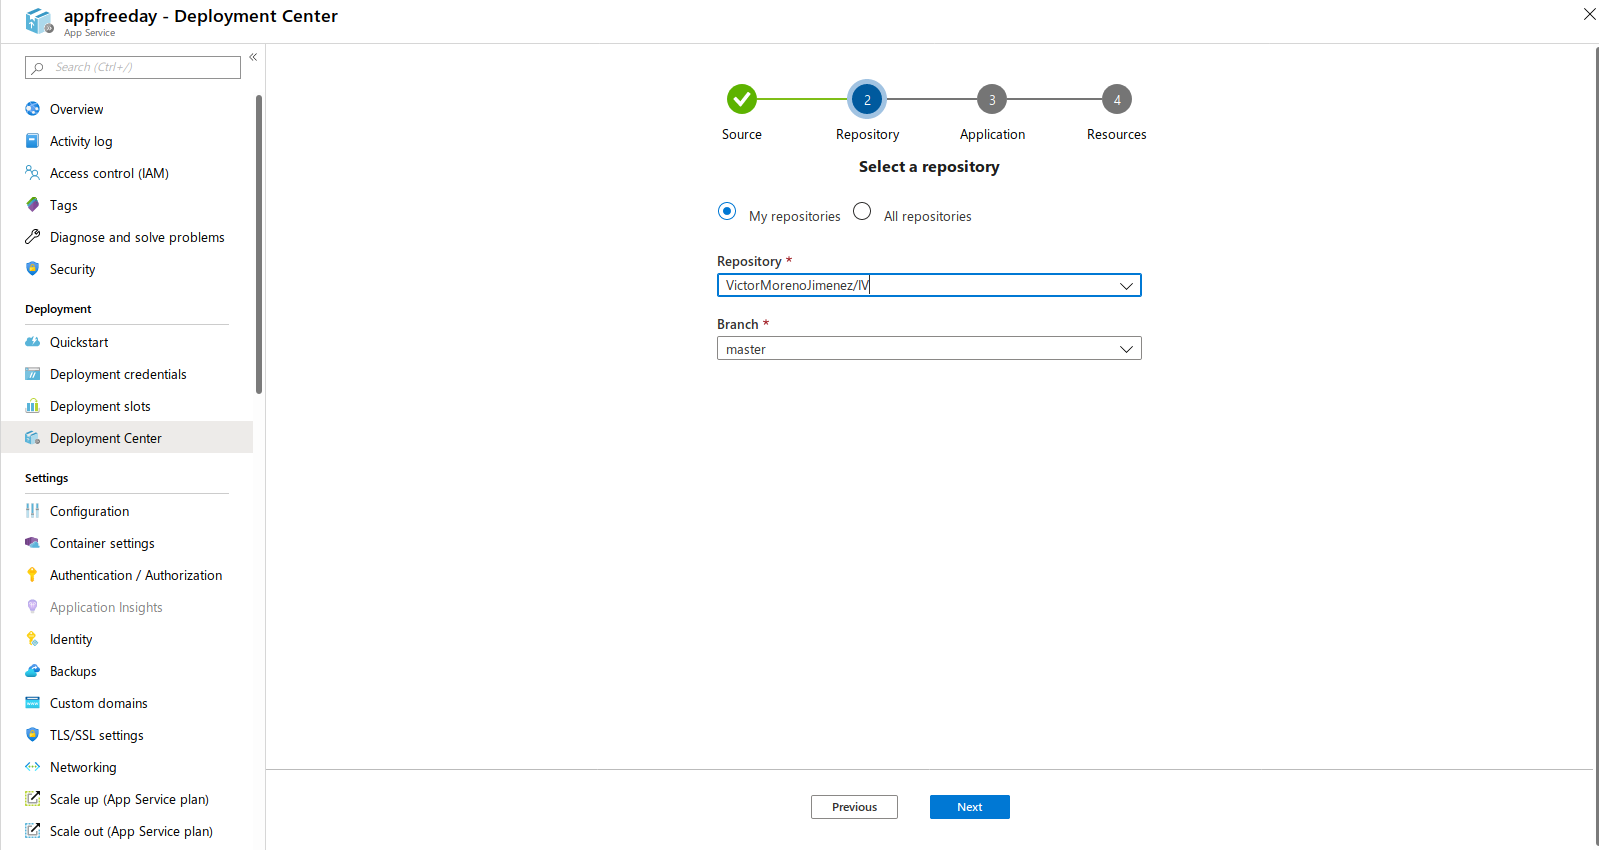 appfreeday - Deployment Center
App Service
Search (Ctrl+/)
«
Overview
Activity log
Access control (IAM)
Tags
Diagnose and solve problems
Security
Deployment
Quickstart
Deployment credentials
Deployment slots
Deployment Center
Settings
Configuration
Container settings
Authentication / Authorization
Application Insights
Identity
Backups
Custom domains
TLS/SSL settings
Networking
Scale up (App Service plan)
Scale out (App Service plan)
2 3 4
Source Repository Application Resources
Select a repository
My repositories All repositories
Repository *
VictorMorenoJimenez/IV
Branch *
master
Previous Next